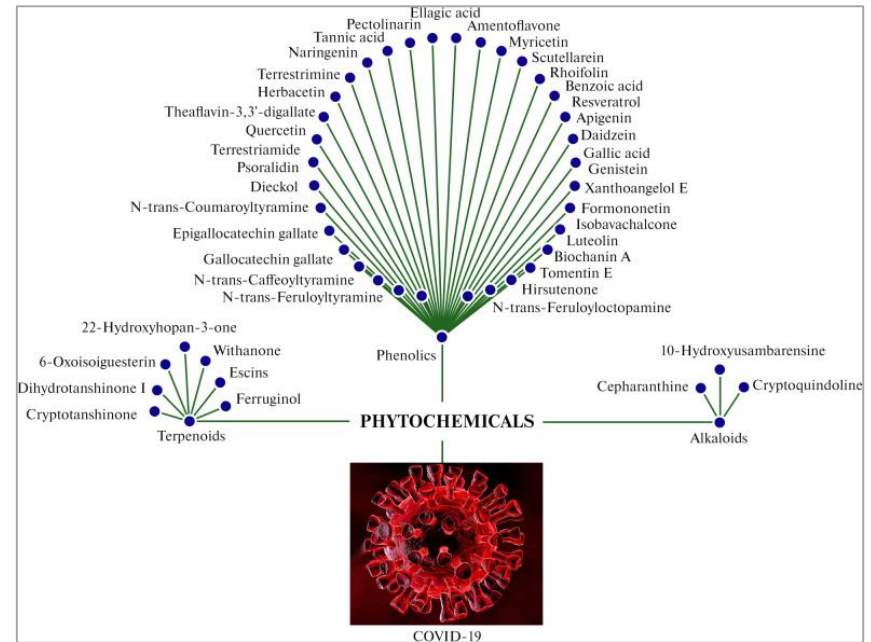 Ellagic acid
Pectolinarin
Amentoflavone
Tannic acid
Myricetin
Naringenin
Scutellarein
Terrestrimine
Rhoifolin
Herbacetin
Benzoic acid
Theaflavin-3,3'-digallate
Resveratrol
Quercetin
Apigenin
Terrestriamide
Daidzein
Psoralidin
Gallic acid
Dieckol
Genistein
N-trans-Coumaroyltyramine
Xanthoangelol E
Epigallocatechin gallate
Formononetin
Gallocatechin gallate
Isobavachalcone
N-trans-Caffeoyltyramine
Luteolin
N-trans-Feruloyltyramine
Biochanin A
Tomentin E
Hirsutenone
N-trans-Feruloyloctopamine
Phenolics
22-Hydroxyhopan-3-one
6-Oxoisoiguesterin
Withanone
Dihydrotanshinone I
Escins
Cryptotanshinone
Ferruginol
Terpenoids
PHYTOCHEMICALS
10-Hydroxyusambarensine
Cepharanthine
Cryptoquindoline
Alkaloids
COVID-19